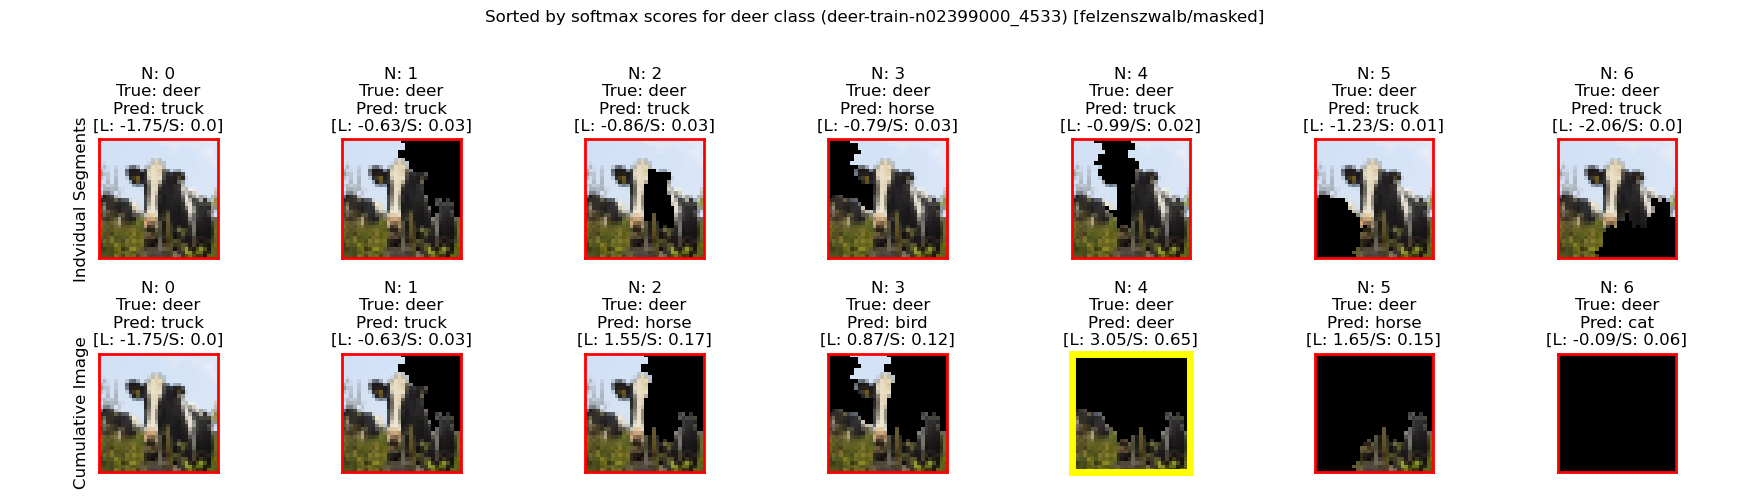 Sorted by softmax scores for deer class (deer-train-n02399000_4533) [felzenszwalb/masked]
Indvidual Segments
N: 0
True: deer
Pred: truck
[L: -1.75/S: 0.0]
N: 1
True: deer
Pred: truck
[L: -0.63/S: 0.03]
N: 2
True: deer
Pred: truck
[L: -0.86/S: 0.03]
N: 3
True: deer
Pred: horse
[L: -0.79/S: 0.03]
N: 4
True: deer
Pred: truck
[L: -0.99/S: 0.02]
N: 5
True: deer
Pred: truck
[L: -1.23/S: 0.01]
N: 6
True: deer
Pred: truck
[L: -2.06/S: 0.0]
Cumulative Image
N: 0
True: deer
Pred: truck
[L: -1.75/S: 0.0]
N: 1
True: deer
Pred: truck
[L: -0.63/S: 0.03]
N: 2
True: deer
Pred: horse
[L: 1.55/S: 0.17]
N: 3
True: deer
Pred: bird
[L: 0.87/S: 0.12]
N: 4
True: deer
Pred: deer
[L: 3.05/S: 0.65]
N: 5
True: deer
Pred: horse
[L: 1.65/S: 0.15]
N: 6
True: deer
Pred: cat
[L: -0.09/S: 0.06]